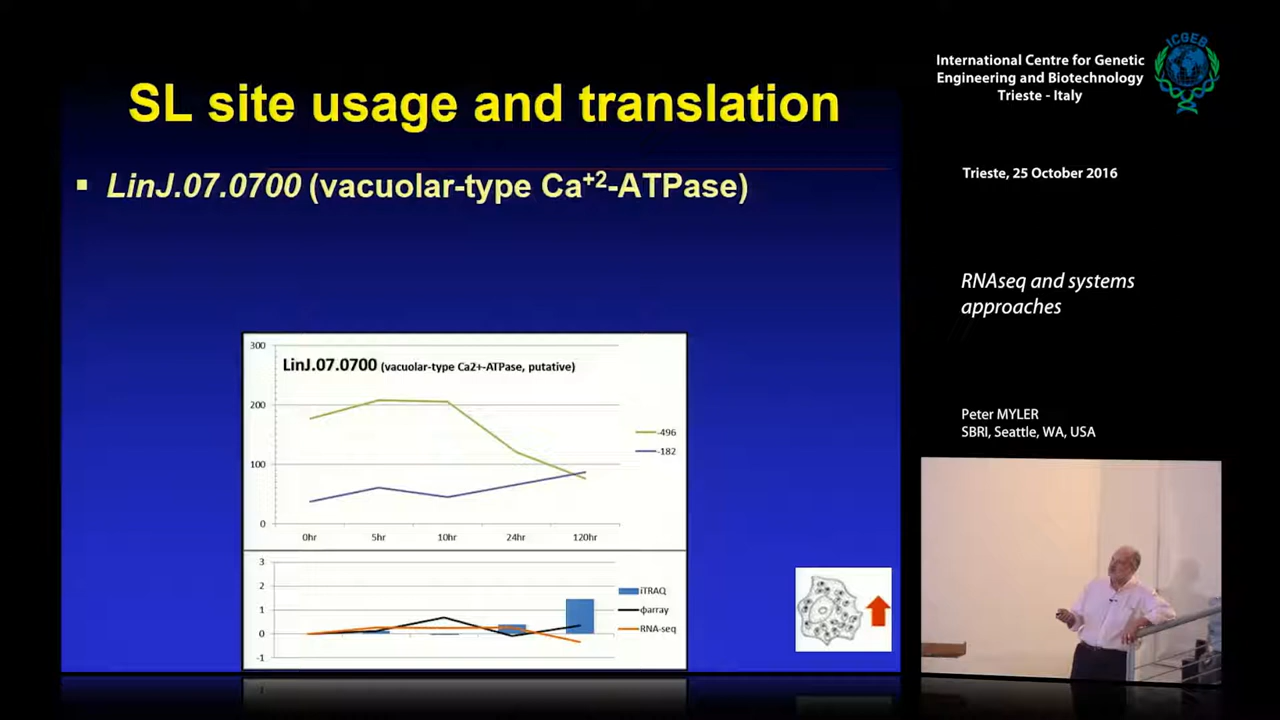 SL site usage and translation
▪ LinJ.07.0700 (vacuolar-type Ca+2-ATPase)
300
LinJ.07.0700 (vacuolar-type Ca2+-ATPase, putative)
200
100
0
-496
-182
0hr 5hr 10hr 24hr 120hr
3
2
1
0
-1
iTRAQ
φarray
RNA-seq
International Centre for Genetic
Engineering and Biotechnology
Trieste - Italy
ICGEB
Trieste, 25 October 2016
RNAseq and systems
approaches
Peter MYLER
SBRI, Seattle, WA, USA